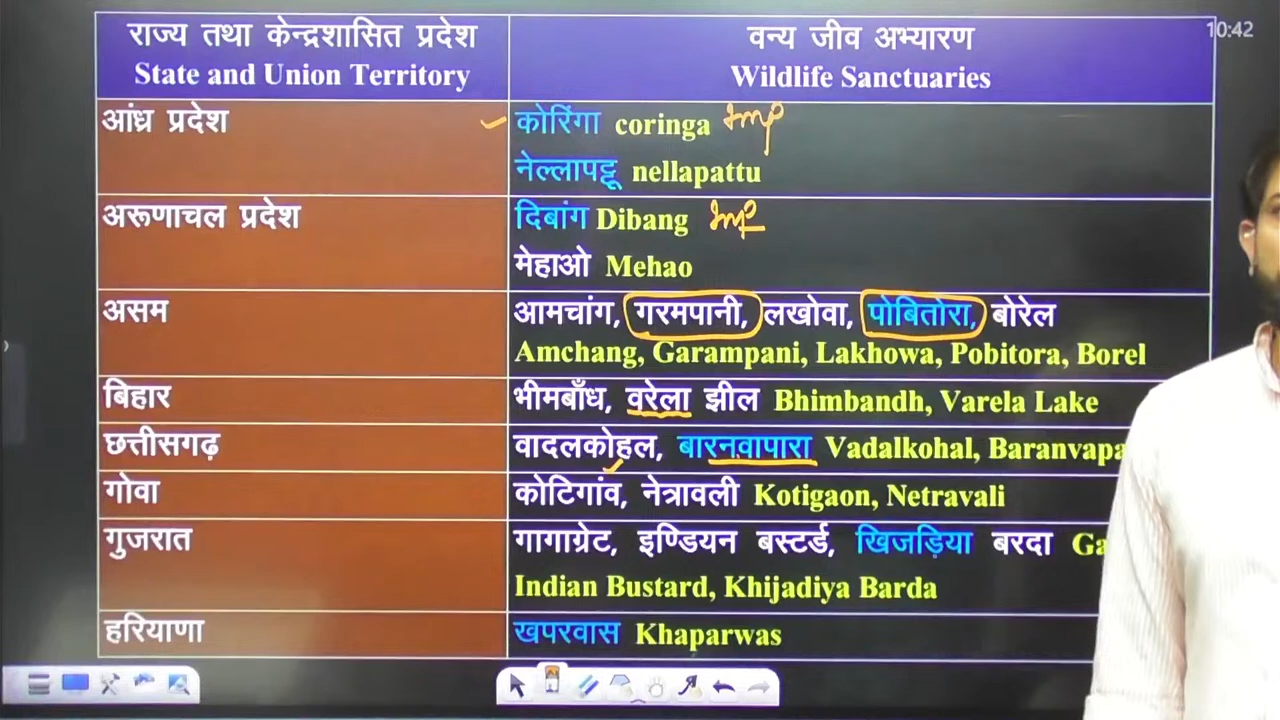 10:42
राज्य तथा केन्द्रशासित प्रदेश
State and Union Territory
वन्य जीव अभ्यारण
Wildlife Sanctuaries
आंध्र प्रदेश
कोरिंगा coringa Imp
नेल्लापट्टू nellapattu
अरूणाचल प्रदेश
दिबांग Dibang Imp
मेहाओ Mehao
असम
आमचांग, गरमपानी, लखोवा, पोबितोरा, बोरेल
Amchang, Garampani, Lakhowa, Pobitora, Borel
बिहार
भीमबाँध, वरेला झील Bhimbandh, Varela Lake
छत्तीसगढ़
वादलकोहल, बारनवापारा Vadalkohal, Baranvapa
गोवा
कोटिगांव, नेत्रावली Kotigaon, Netravali
गुजरात
गागाग्रेट, इण्डियन बस्टर्ड, खिजड़िया बरदा Ga
Indian Bustard, Khijadiya Barda
हरियाणा
खपरवास Khaparwas